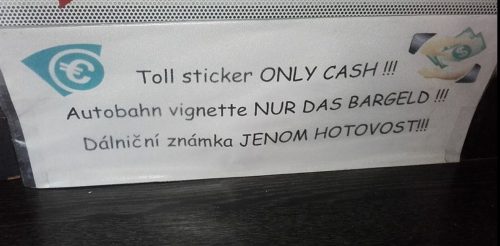 Toll sticker ONLY CASH !!!
Autobahn vignette NUR DAS BARGELD !!!
Dálniční známka JENOM HOTOVOST!!!